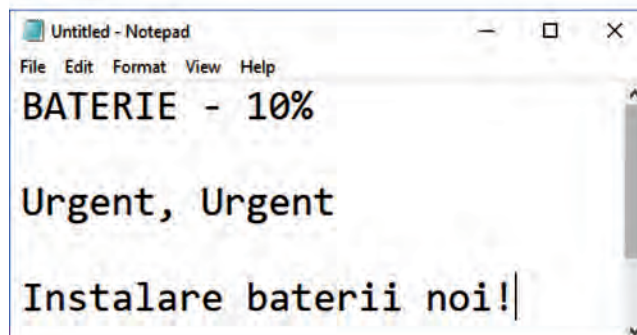 Untitled - Notepad
File Edit Format View Help
BATERIE - 10%
Urgent, Urgent
Instalare baterii noi!